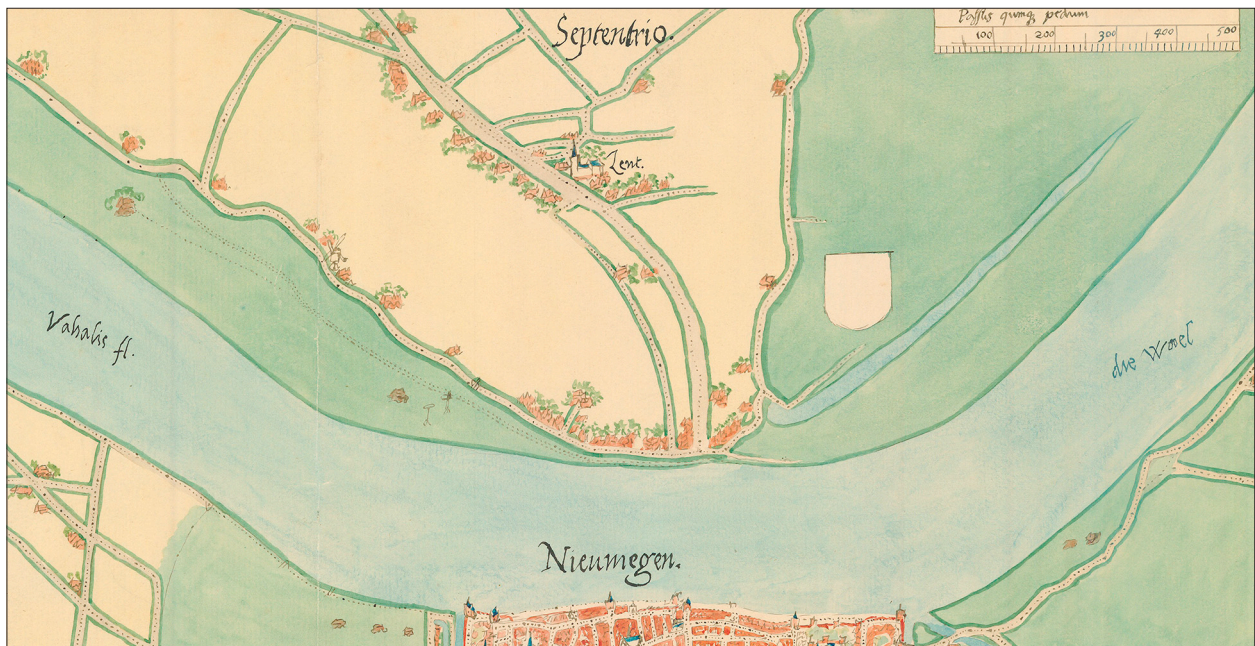 Septentrio.
Passus quinq pedum
100 200 300 400 500
Lent.
Vahalis fl.
die Wael
Nieumegen.